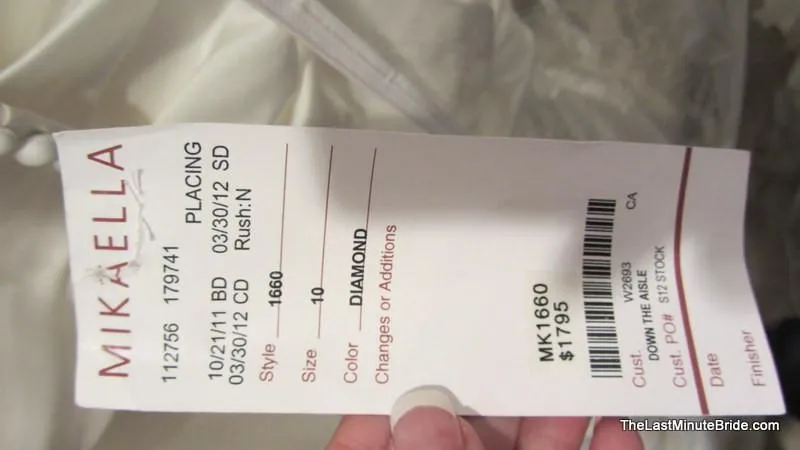 MIKAELLA
112756 179741
PLACING
10/21/11 BD 03/30/12 SD
03/30/12 CD Rush:N
Style 1660
Size 10
Color DIAMOND
Changes or Additions
MK1660
$1795
CA
Cust. W2693
DOWN THE AISLE
Cust. PO# S12 STOCK
Date
Finisher
TheLastMinuteBride.com